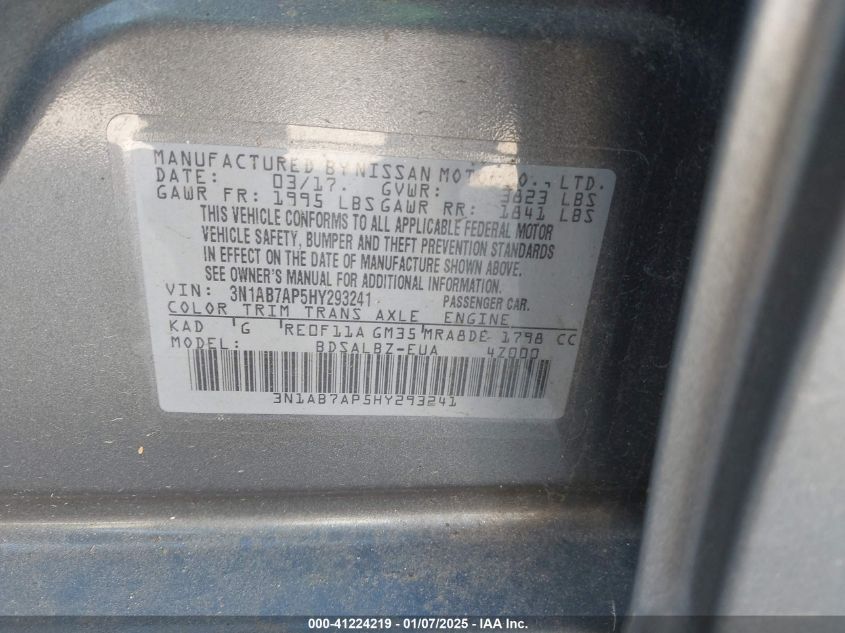 MANUFACTURED BY NISSAN MOTOR CO., LTD.
DATE: 03/17. GVWR: 3823 LBS
GAWR FR: 1995 LBS GAWR RR: 1841 LBS
THIS VEHICLE CONFORMS TO ALL APPLICABLE FEDERAL MOTOR
VEHICLE SAFETY, BUMPER AND THEFT PREVENTION STANDARDS
IN EFFECT ON THE DATE OF MANUFACTURE SHOWN ABOVE.
SEE OWNER'S MANUAL FOR ADDITIONAL INFORMATION.
VIN: 3N1AB7AP5HY293241 PASSENGER CAR.
COLOR TRIM TRANS AXLE ENGINE
KAD G RE0F11A GM35 MRA8DE 1798 CC
MODEL: BDSALBZ-EUA 4Z000
3N1AB7AP5HY293241
000-41224219 - 01/07/2025 - IAA Inc.